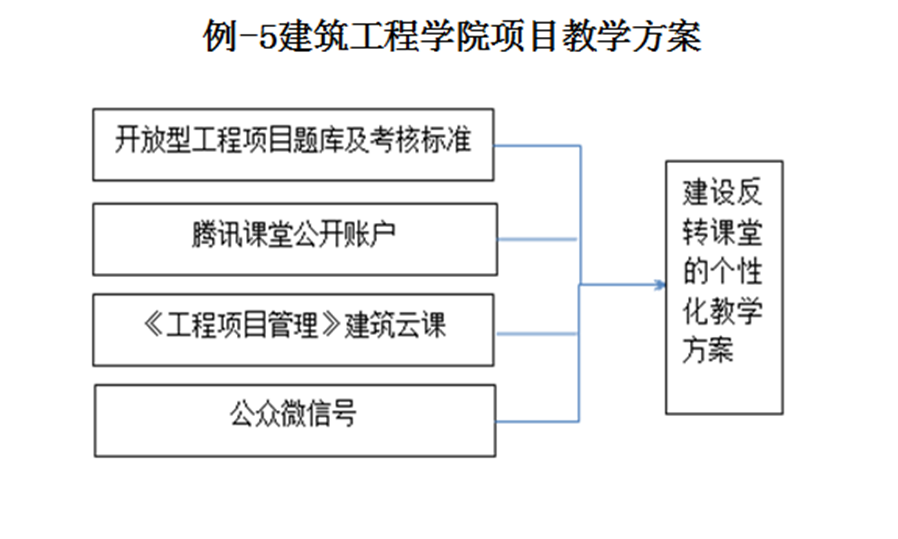 例-5建筑工程学院项目教学方案
开放型工程项目题库及考核标准
腾讯课堂公开账户
《工程项目管理》建筑云课
公众微信号
建设反
转课堂
的个性
化教学
方案